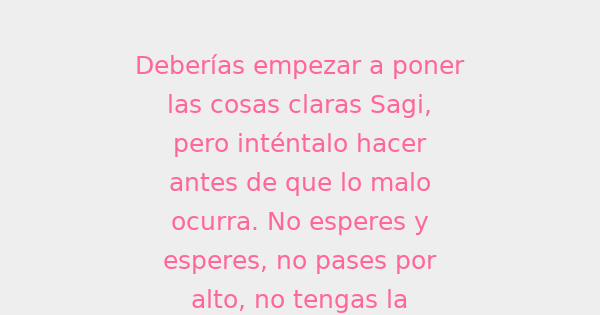 Deberías empezar a poner
las cosas claras Sagi,
pero inténtalo hacer
antes de que lo malo
ocurra. No esperes y
esperes, no pases por
alto, no tengas la